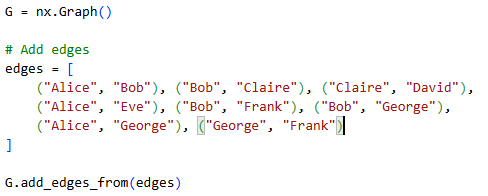 G = nx.Graph()
# Add edges
edges = [
("Alice", "Bob"), ("Bob", "Claire"), ("Claire", "David"),
("Alice", "Eve"), ("Bob", "Frank"), ("Bob", "George"),
("Alice", "George"), ("George", "Frank")
]
G.add_edges_from(edges)